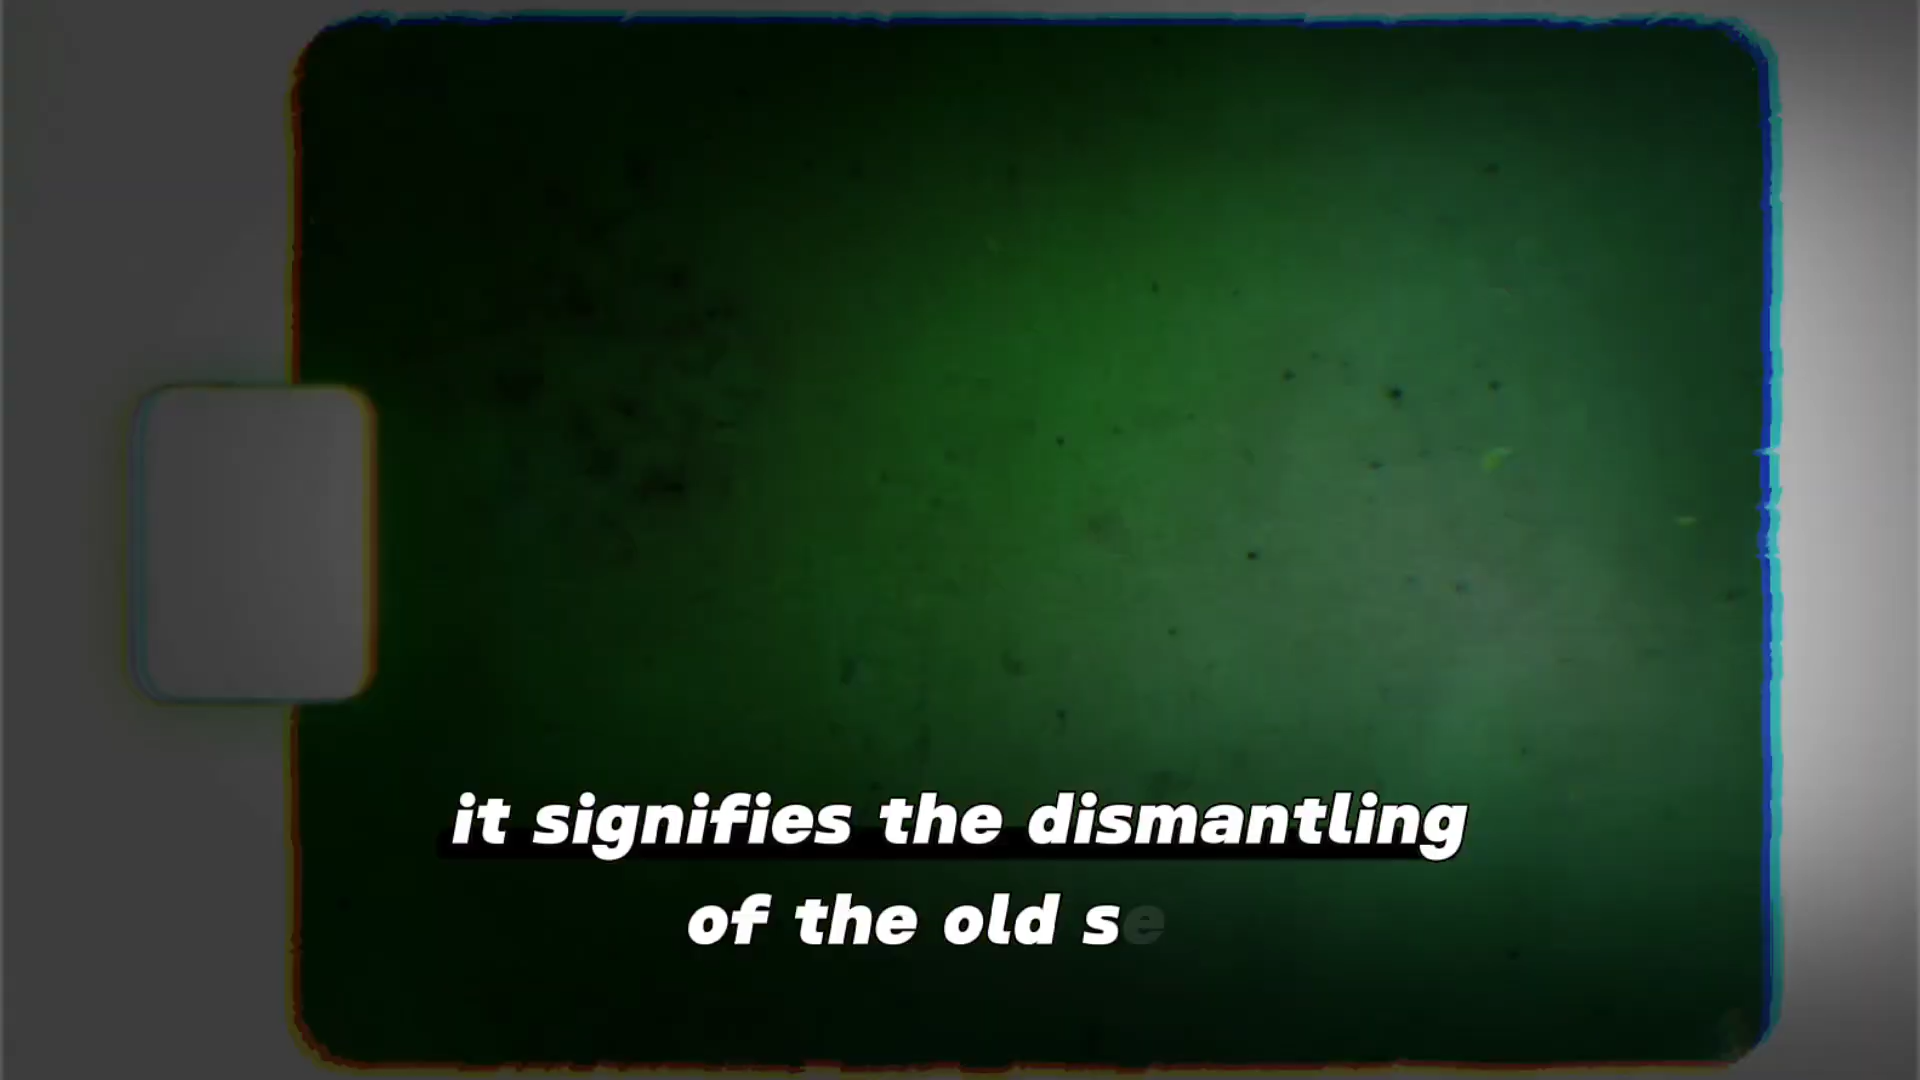 it signifies the dismantling
of the old se